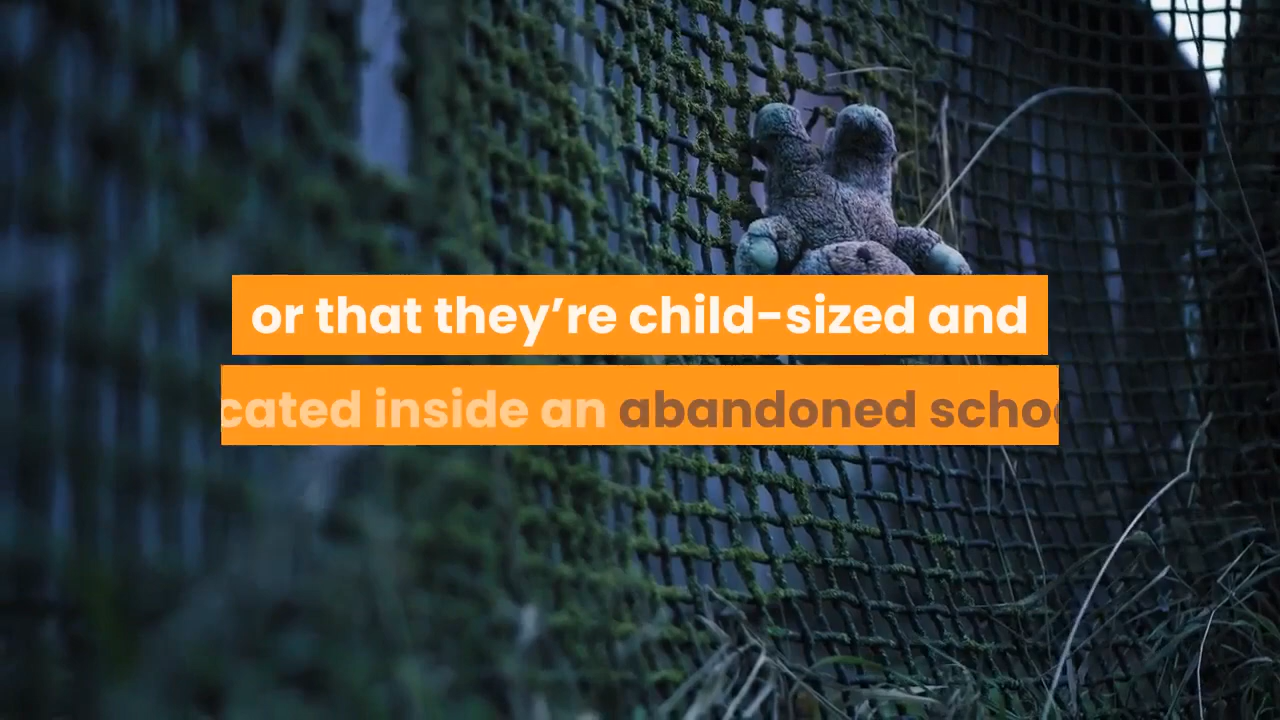 or that they’re child-sized and
cated inside an abandoned schoo